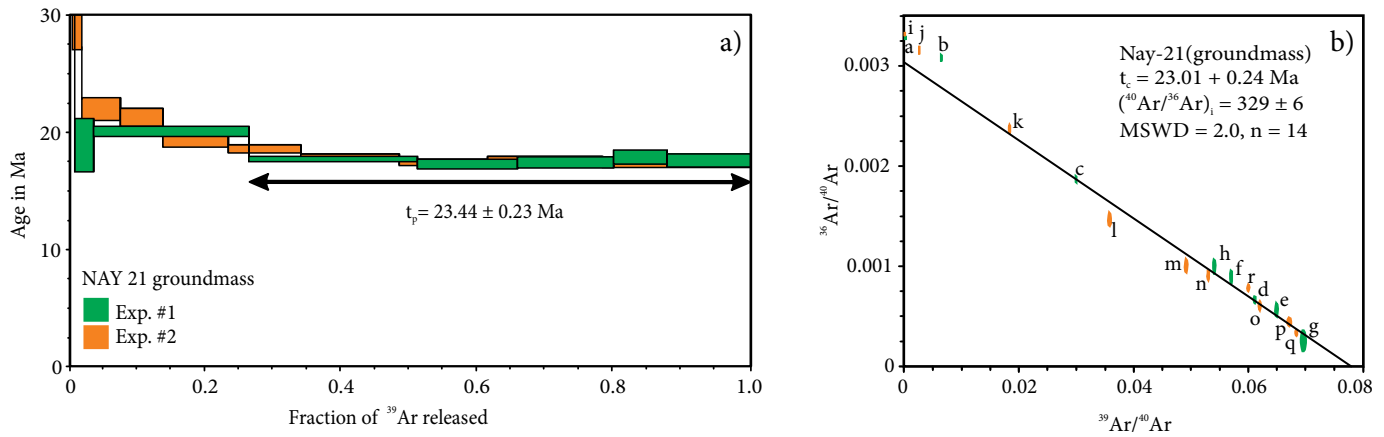 a)
30
20
10
0
Age in Ma
tₚ= 23.44 ± 0.23 Ma
NAY 21 groundmass
Exp. #1
Exp. #2
0 0.2 0.4 0.6 0.8 1.0
Fraction of ³⁹Ar released
b)
0.003
0.002
0.001
0
³⁶Ar/⁴⁰Ar
Nay-21(groundmass)
t꜀ = 23.01 + 0.24 Ma
(⁴⁰Ar/³⁶Ar)ᵢ = 329 ± 6
MSWD = 2.0, n = 14
i
j
a
b
k
c
l
m
h
n
f
r
d
o
e
p
g
q
0 0.02 0.04 0.06 0.08
³⁹Ar/⁴⁰Ar